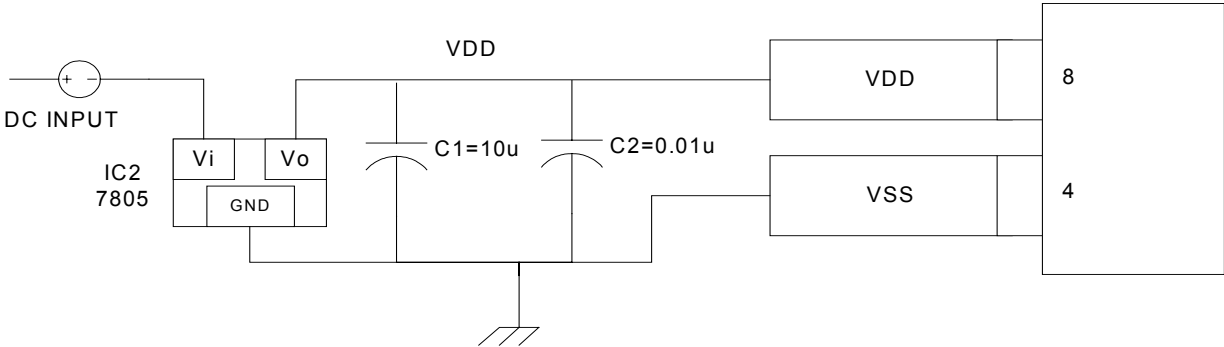 VDD
+ −
DC INPUT
VDD
8
Vi
Vo
C1=10u
C2=0.01u
IC2
7805
GND
VSS
4